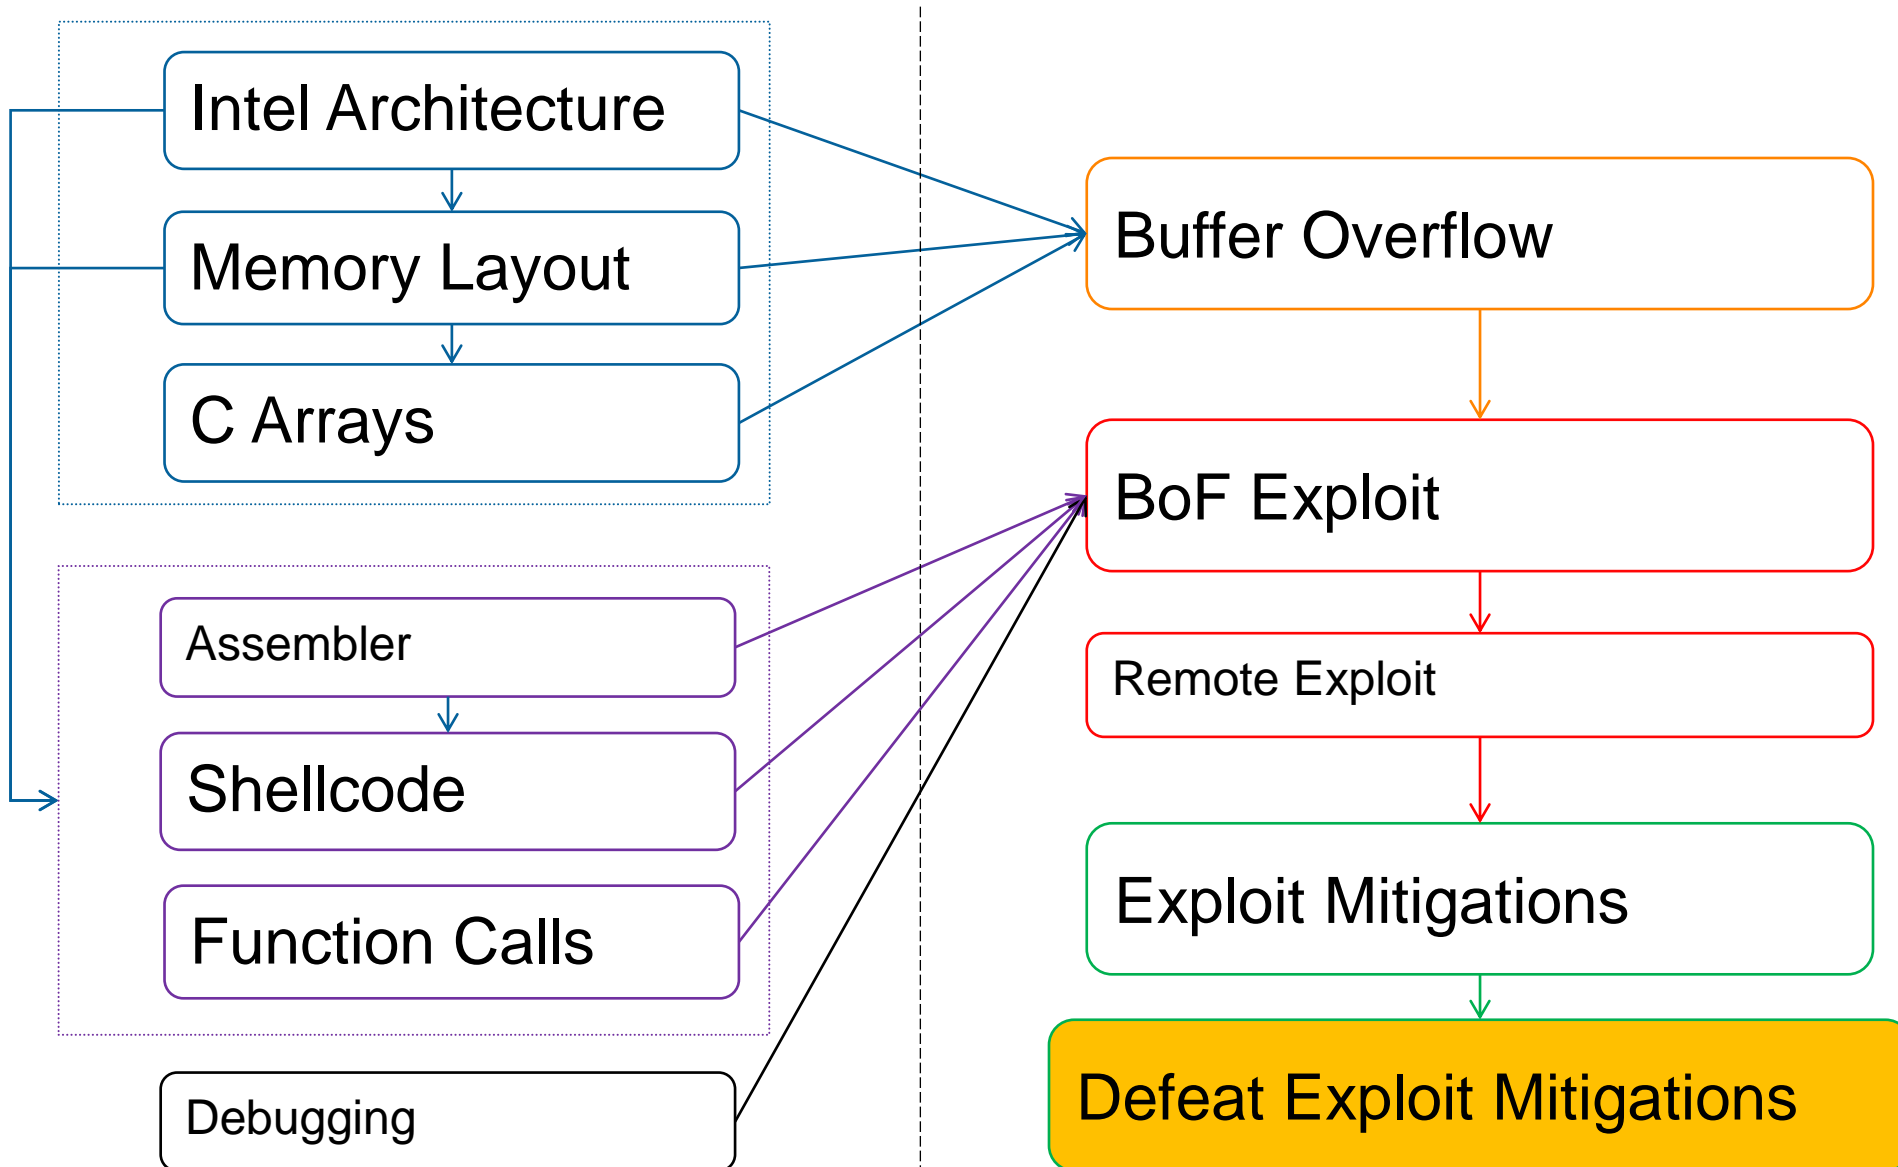 Intel Architecture
Memory Layout
C Arrays
Assembler
Shellcode
Function Calls
Debugging
Buffer Overflow
BoF Exploit
Remote Exploit
Exploit Mitigations
Defeat Exploit Mitigations